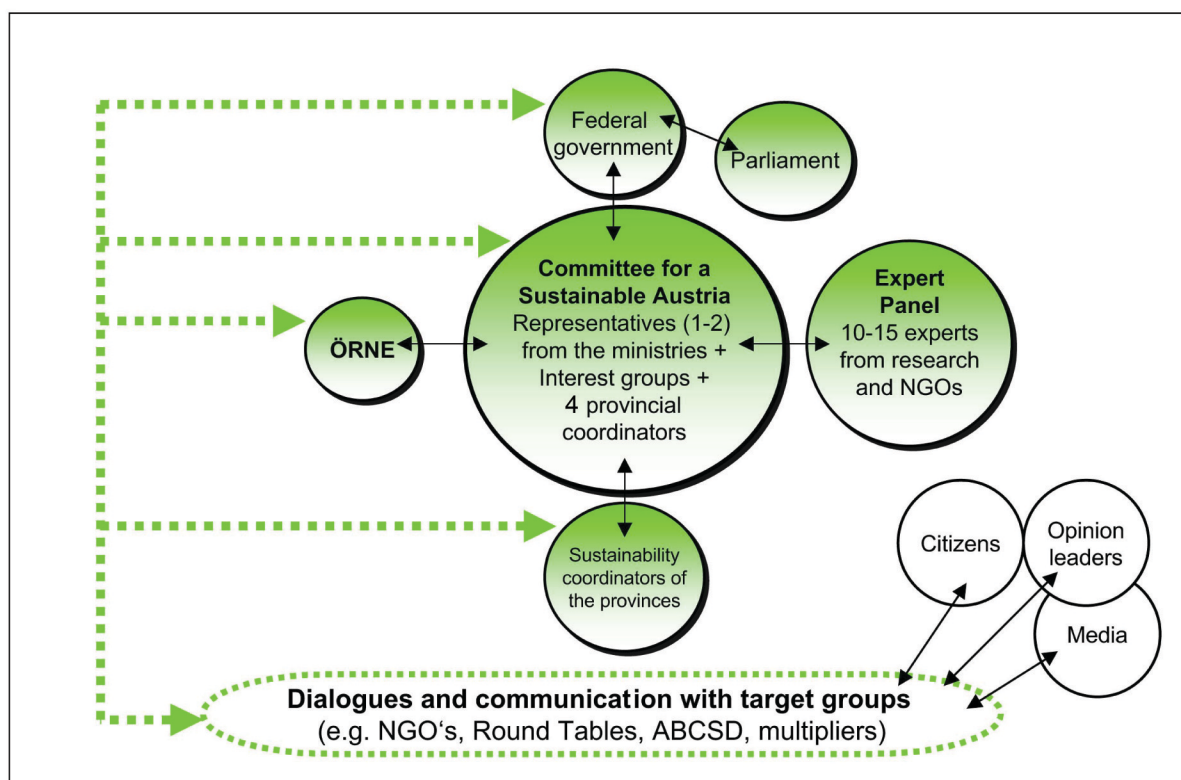 Federal
government
Parliament
Committee for a
Sustainable Austria
Representatives (1-2)
from the ministries +
Interest groups +
4 provincial
coordinators
Expert
Panel
10-15 experts
from research
and NGOs
ÖRNE
Sustainability
coordinators of
the provinces
Citizens
Opinion
leaders
Media
Dialogues and communication with target groups
(e.g. NGO‘s, Round Tables, ABCSD, multipliers)